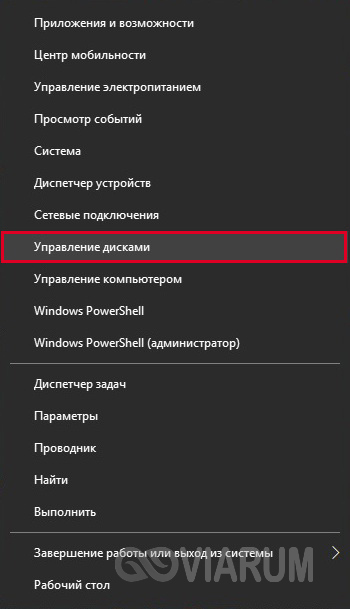 Приложения и возможности
Центр мобильности
Управление электропитанием
Просмотр событий
Система
Диспетчер устройств
Сетевые подключения
Управление дисками
Управление компьютером
Windows PowerShell
Windows PowerShell (администратор)
Диспетчер задач
Параметры
Проводник
Найти
Выполнить
Завершение работы или выход из системы
Рабочий стол
VIARUM